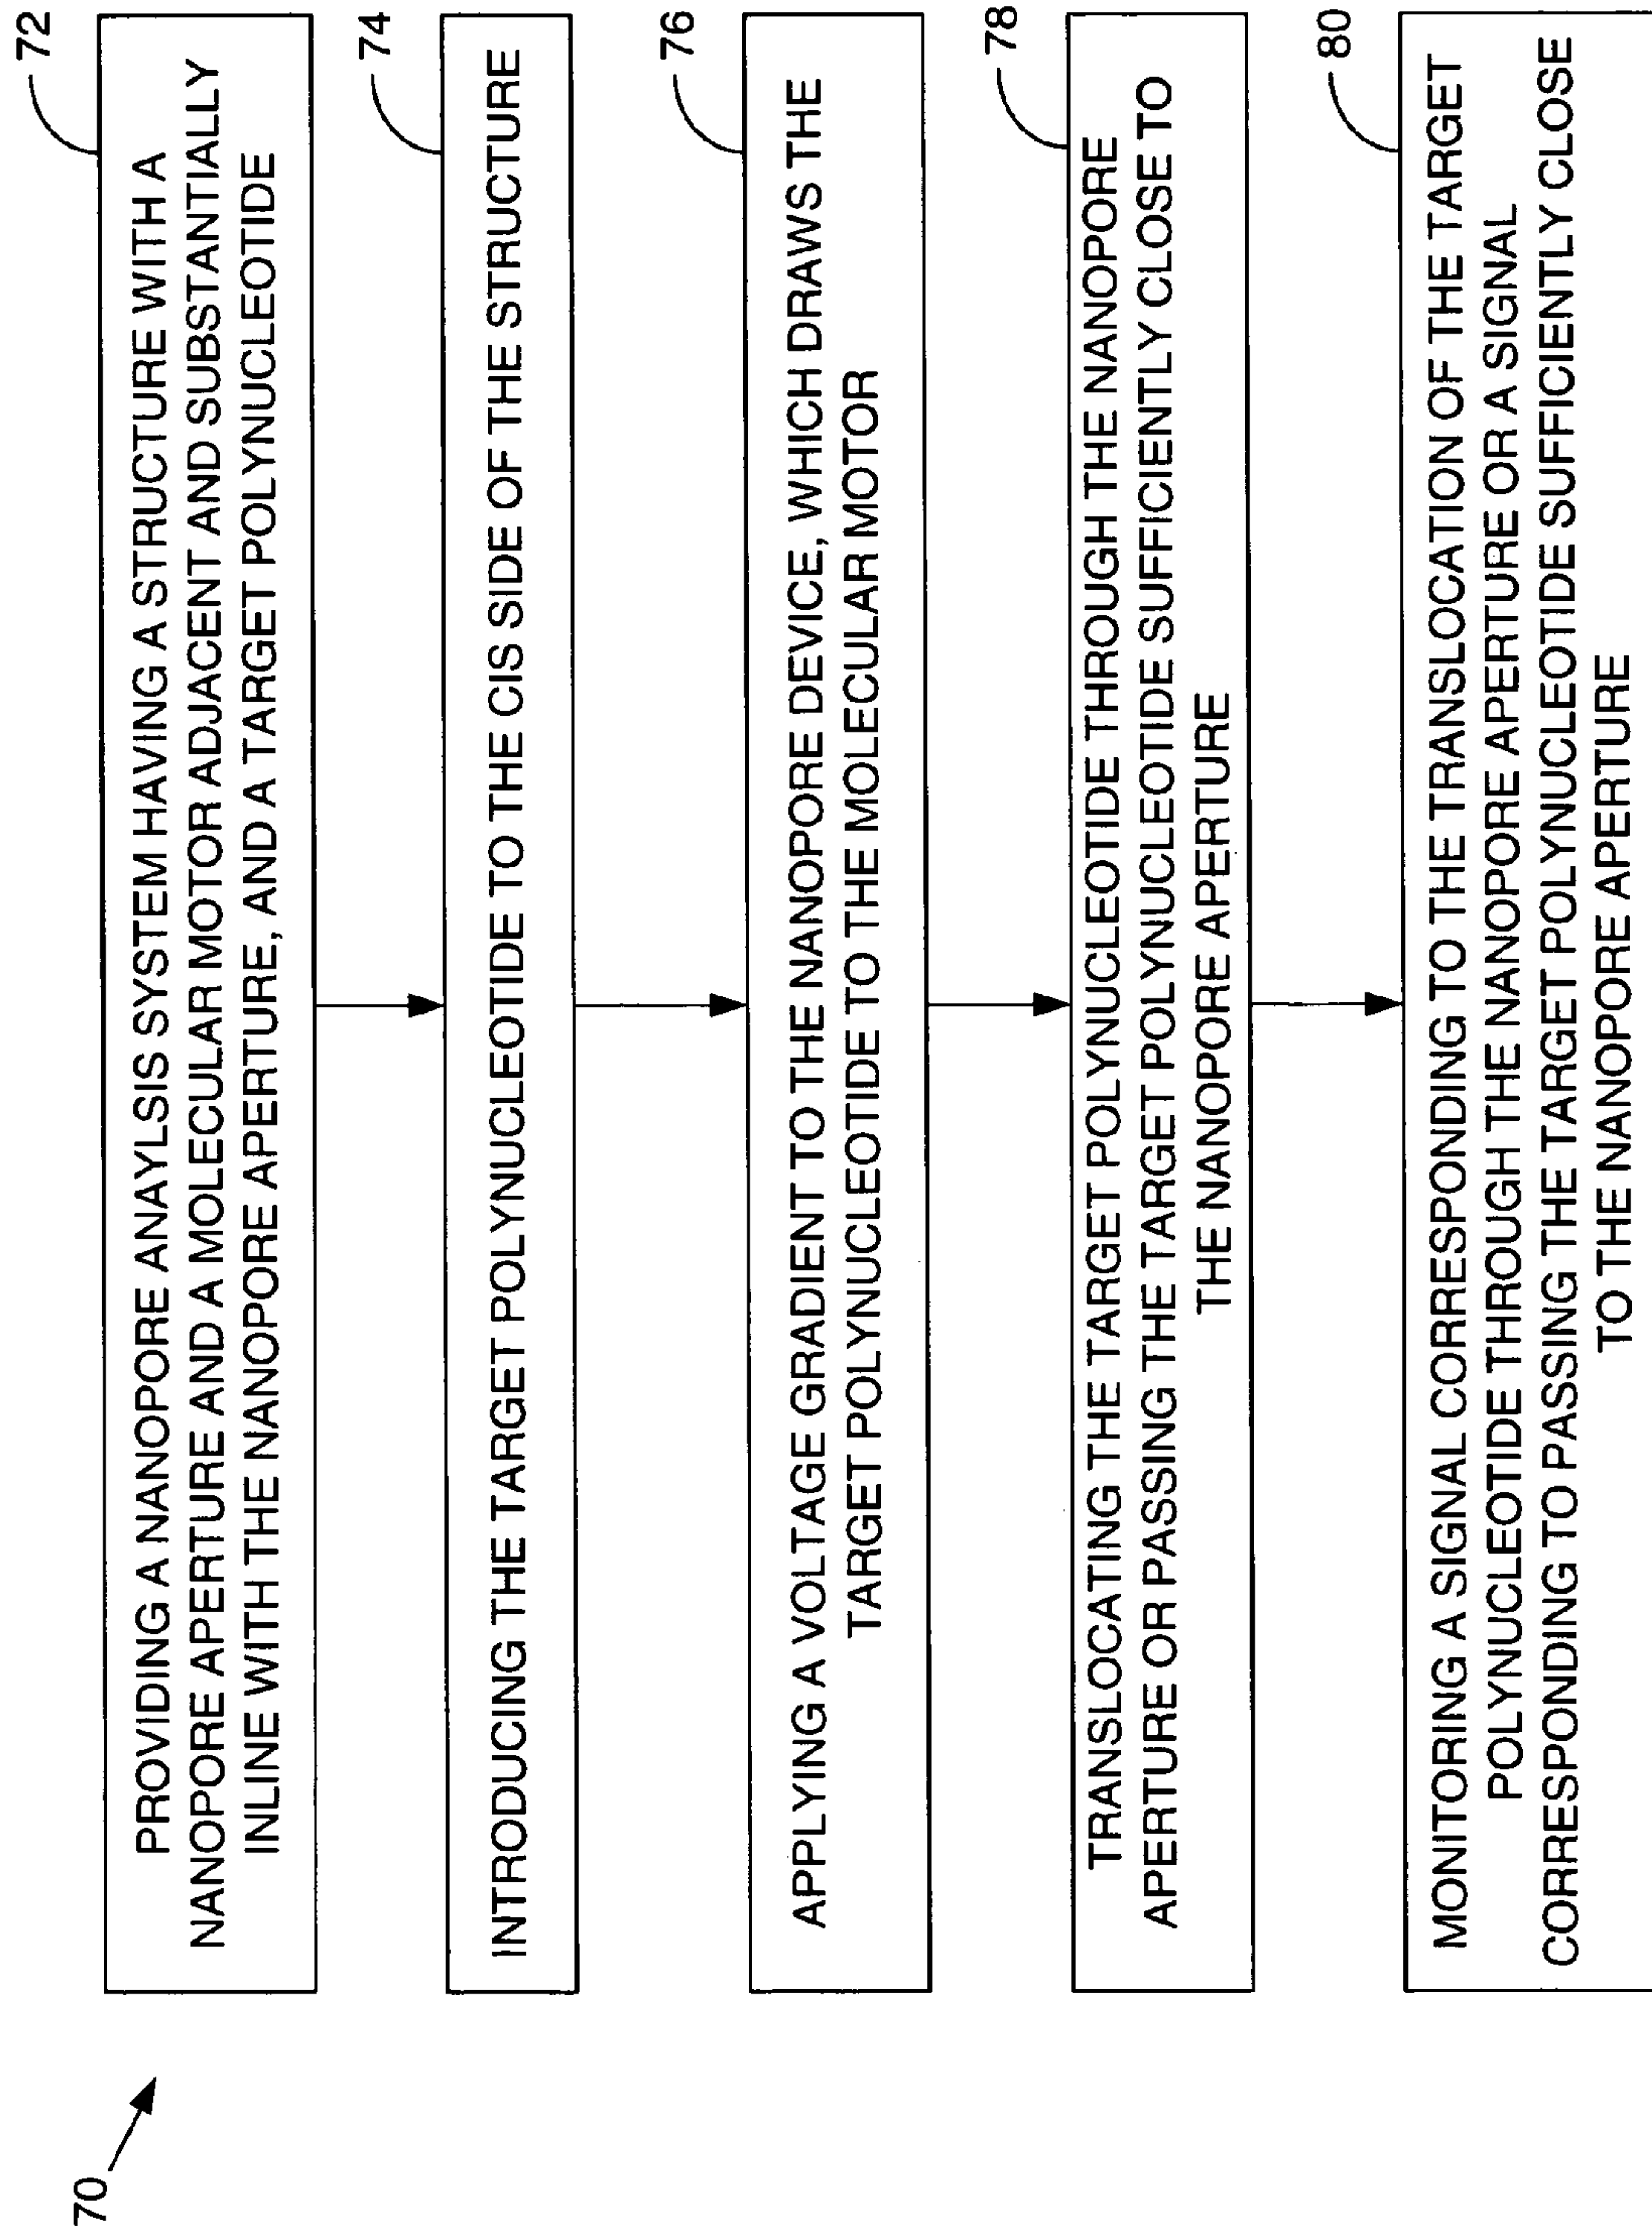 70
72
PROVIDING A NANOPORE ANAYLSIS SYSTEM HAVING A STRUCTURE WITH A
NANOPORE APERTURE AND A MOLECULAR MOTOR ADJACENT AND SUBSTANTIALLY
INLINE WITH THE NANOPORE APERTURE, AND A TARGET POLYNUCLEOTIDE
74
INTRODUCING THE TARGET POLYNUCLEOTIDE TO THE CIS SIDE OF THE STRUCTURE
76
APPLYING A VOLTAGE GRADIENT TO THE NANOPORE DEVICE, WHICH DRAWS THE
TARGET POLYNUCLEOTIDE TO THE MOLECULAR MOTOR
78
TRANSLOCATING THE TARGET POLYNUCLEOTIDE THROUGH THE NANOPORE
APERTURE OR PASSING THE TARGET POLYNUCLEOTIDE SUFFICIENTLY CLOSE TO
THE NANOPORE APERTURE
80
MONITORING A SIGNAL CORRESPONDING TO THE TRANSLOCATION OF THE TARGET
POLYNUCLEOTIDE THROUGH THE NANOPORE APERTURE OR A SIGNAL
CORRESPONDING TO PASSING THE TARGET POLYNUCLEOTIDE SUFFICIENTLY CLOSE
TO THE NANOPORE APERTURE